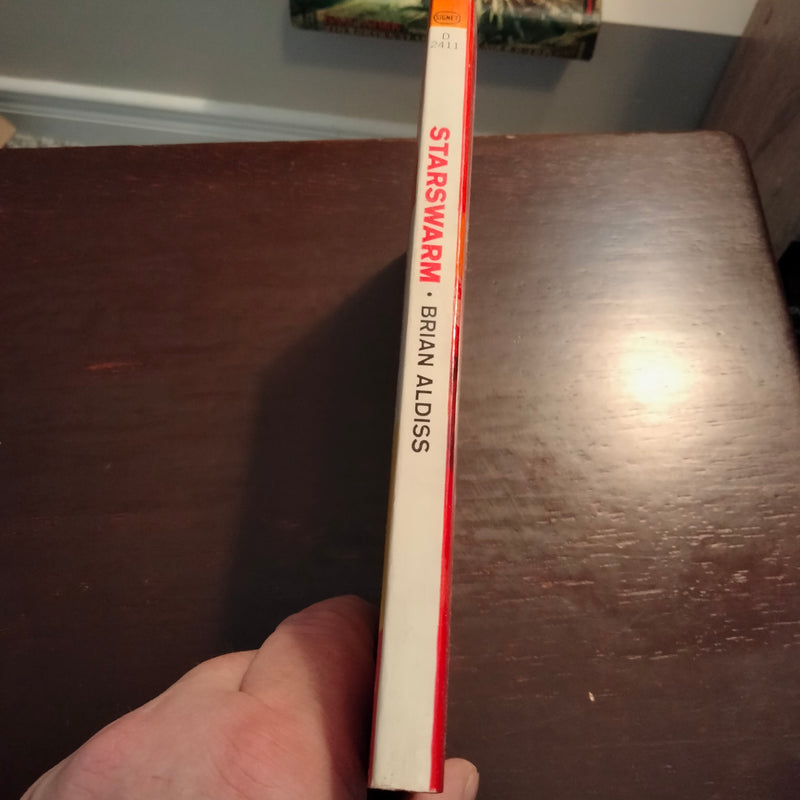 SIGNET
D
2411
STARSWARM · BRIAN ALDISS